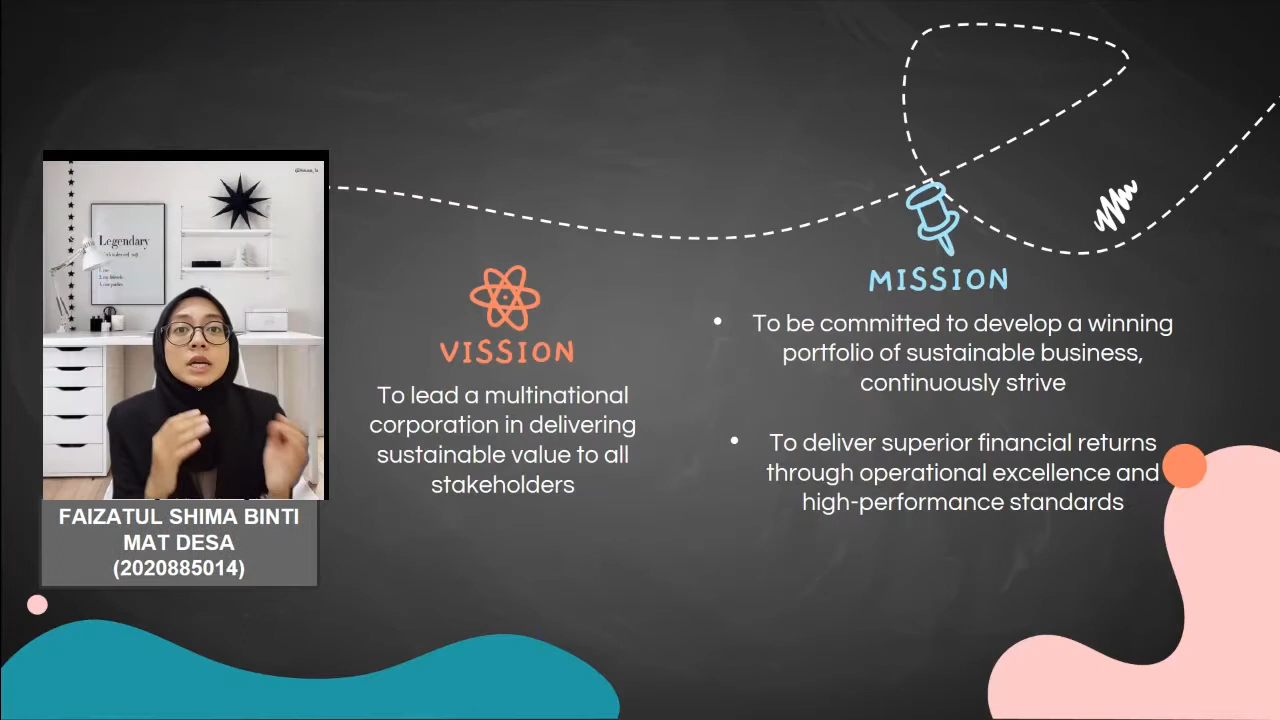 Legendary
FAIZATUL SHIMA BINTI
MAT DESA
(2020885014)
VISSION
To lead a multinational
corporation in delivering
sustainable value to all
stakeholders
MISSION
• To be committed to develop a winning
portfolio of sustainable business,
continuously strive
• To deliver superior financial returns
through operational excellence and
high-performance standards